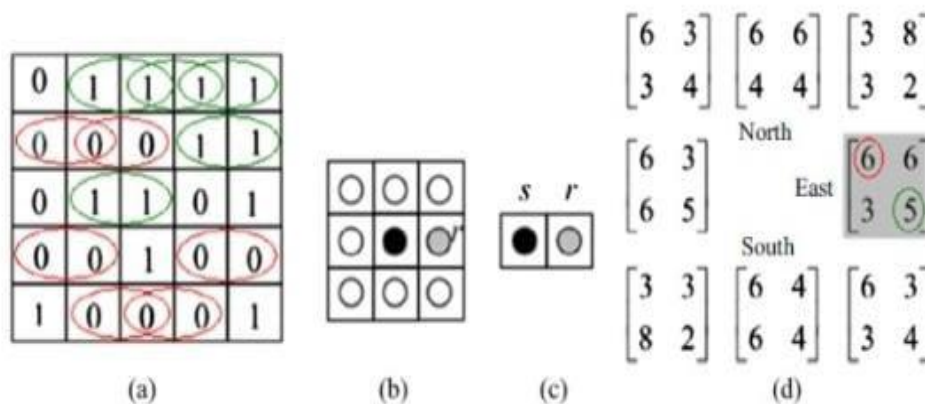 0 1 1 1 1
0 0 0 1 1
0 1 1 0 1
0 0 1 0 0
1 0 0 0 1
(a)
r
(b)
s r
(c)
6 3 6 6 3 8
3 4 4 4 3 2
North
6 3 6 6
East
6 5 3 5
South
3 3 6 4 6 3
8 2 6 4 3 4
(d)